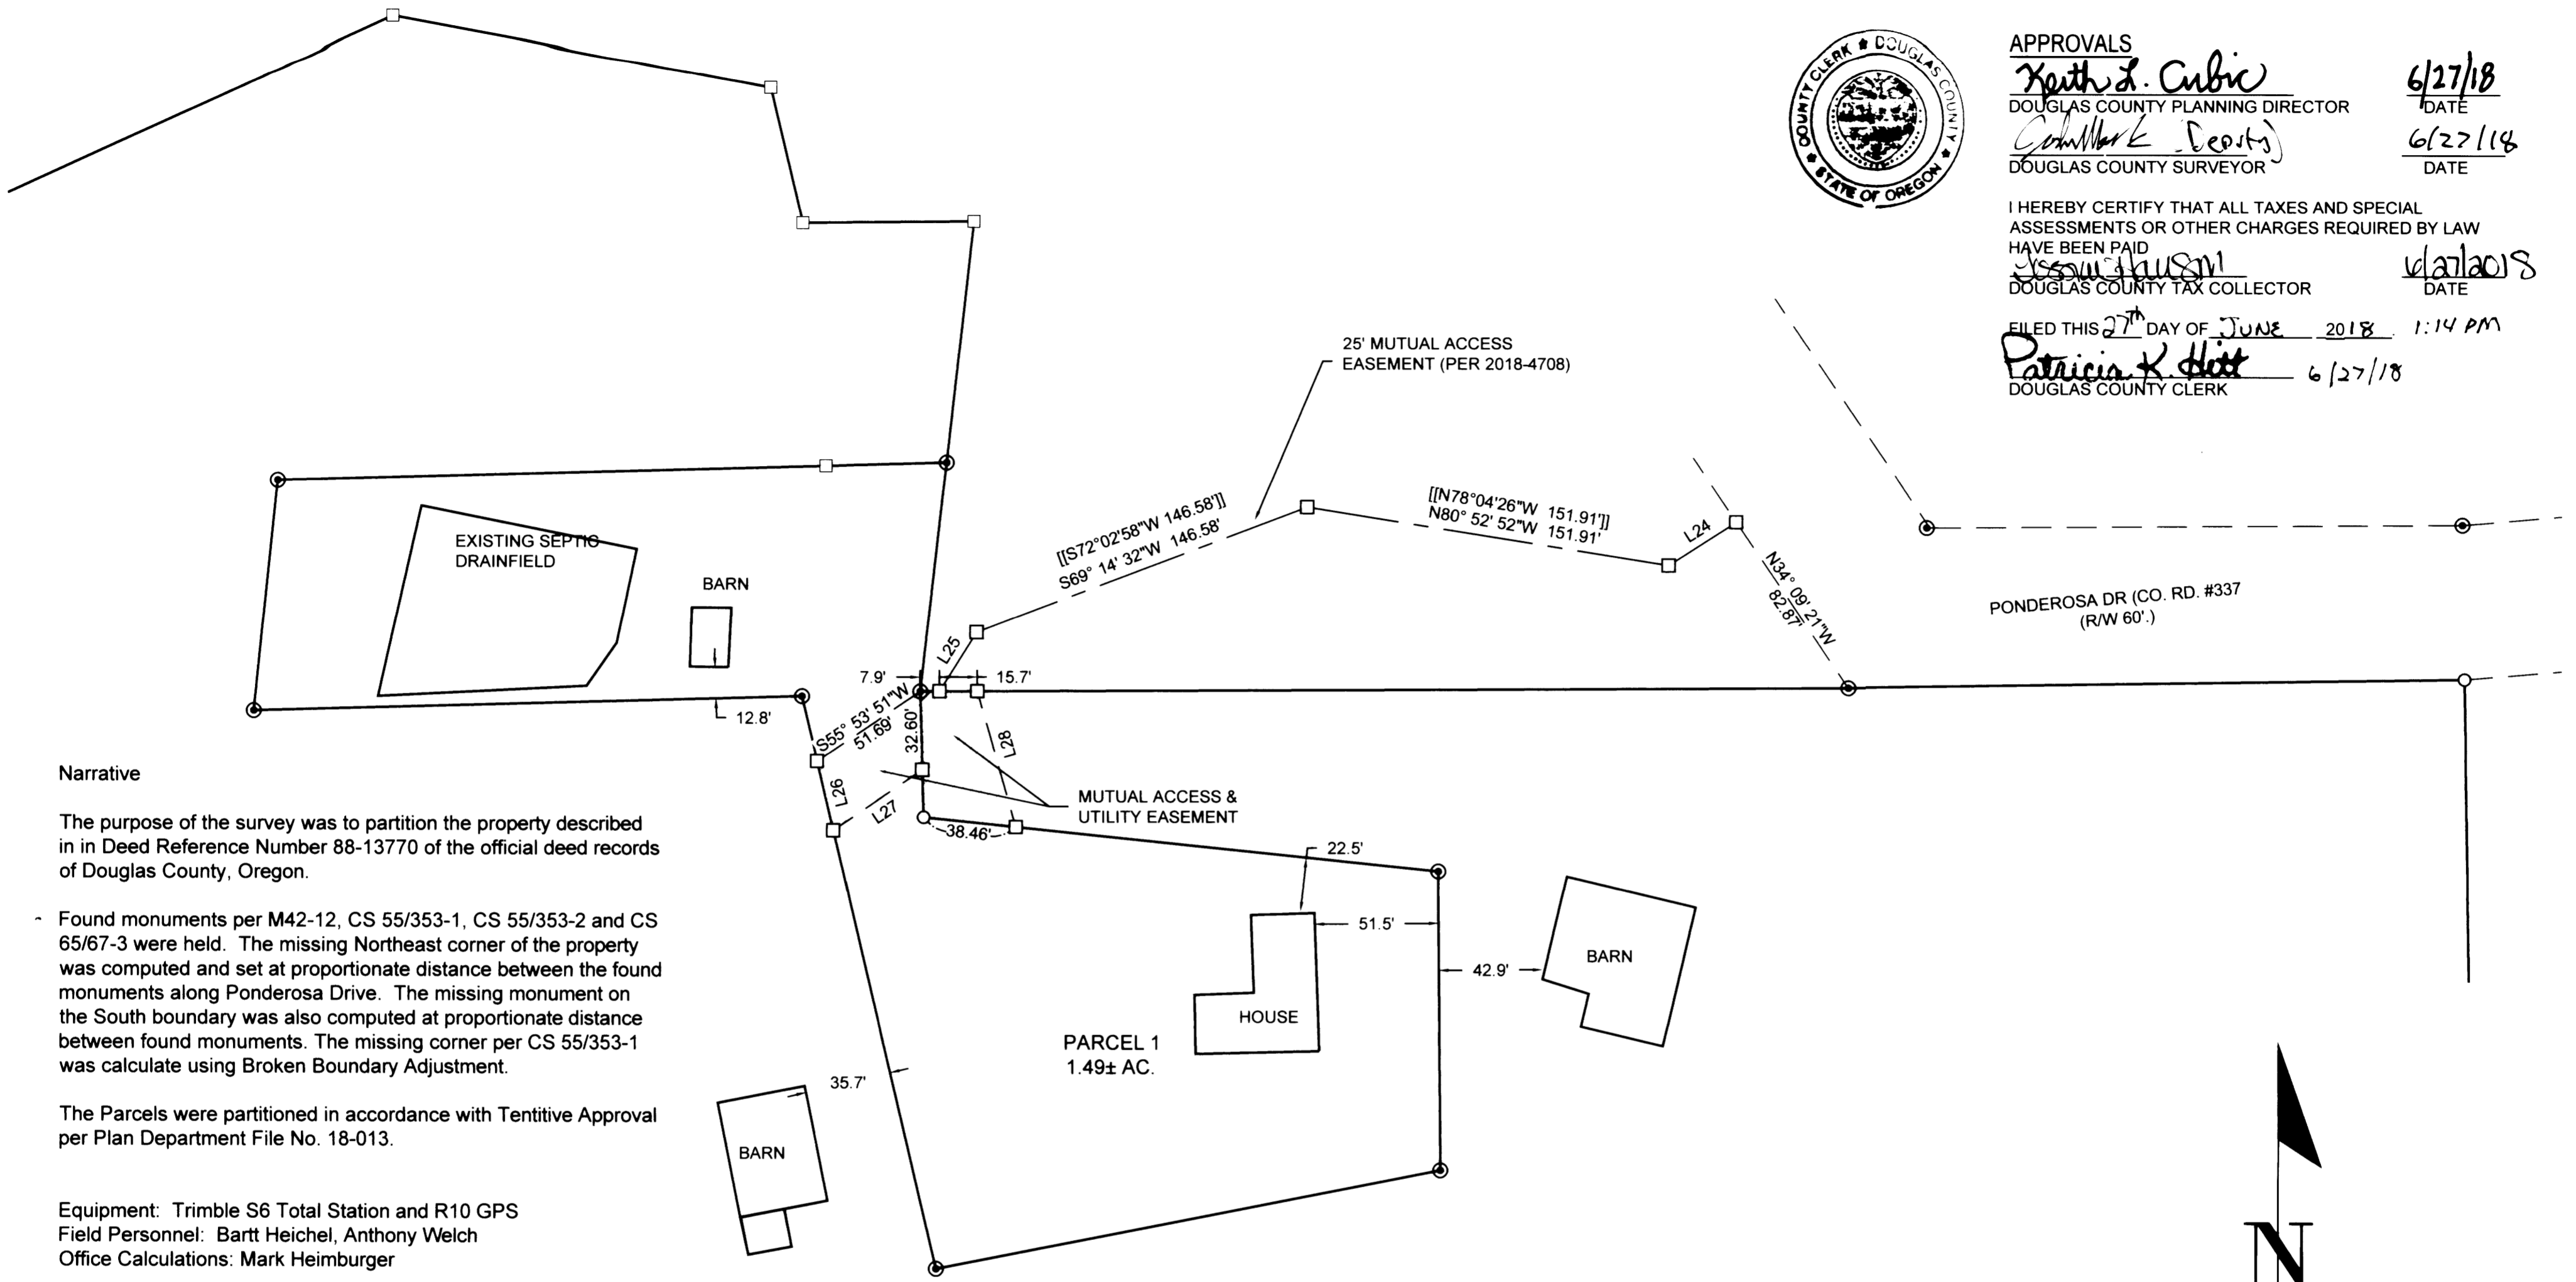 COUNTY CLERK ★ DOUGLAS COUNTY ★ STATE OF OREGON ★
APPROVALS
Keith L. Cubic 6/27/18
DOUGLAS COUNTY PLANNING DIRECTOR DATE
6/27/18
DOUGLAS COUNTY SURVEYOR DATE
I HEREBY CERTIFY THAT ALL TAXES AND SPECIAL
ASSESSMENTS OR OTHER CHARGES REQUIRED BY LAW
HAVE BEEN PAID
6/27/2018
DOUGLAS COUNTY TAX COLLECTOR DATE
FILED THIS 27th DAY OF JUNE 2018 1:14 PM
Patricia K. Hitt 6/27/18
DOUGLAS COUNTY CLERK
25' MUTUAL ACCESS
EASEMENT (PER 2018-4708)
[[S72°02'58"W 146.58']]
S69° 14' 32"W 146.58'
[[N78°04'26"W 151.91']]
N80° 52' 52"W 151.91'
L24
N34° 09' 21"W
82.87'
PONDEROSA DR (CO. RD. #337
(R/W 60'.)
EXISTING SEPTIC
DRAINFIELD
BARN
L25
7.9'
15.7'
12.8'
S55° 53' 51"W
51.69'
32.60'
L28
L26
L27
38.46'
MUTUAL ACCESS &
UTILITY EASEMENT
22.5'
51.5'
42.9'
BARN
HOUSE
PARCEL 1
1.49± AC.
35.7'
BARN
Narrative
The purpose of the survey was to partition the property described
in in Deed Reference Number 88-13770 of the official deed records
of Douglas County, Oregon.
Found monuments per M42-12, CS 55/353-1, CS 55/353-2 and CS
65/67-3 were held. The missing Northeast corner of the property
was computed and set at proportionate distance between the found
monuments along Ponderosa Drive. The missing monument on
the South boundary was also computed at proportionate distance
between found monuments. The missing corner per CS 55/353-1
was calculate using Broken Boundary Adjustment.
The Parcels were partitioned in accordance with Tentitive Approval
per Plan Department File No. 18-013.
Equipment: Trimble S6 Total Station and R10 GPS
Field Personnel: Bartt Heichel, Anthony Welch
Office Calculations: Mark Heimburger
N